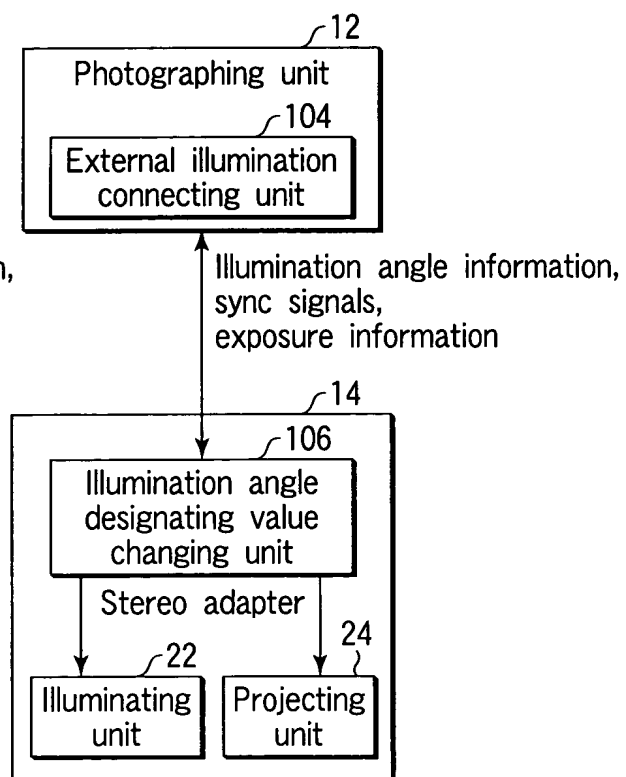 12
Photographing unit
104
External illumination
connecting unit
n,
Illumination angle information,
sync signals,
exposure information
14
106
Illumination angle
designating value
changing unit
Stereo adapter
22
24
Illuminating
unit
Projecting
unit